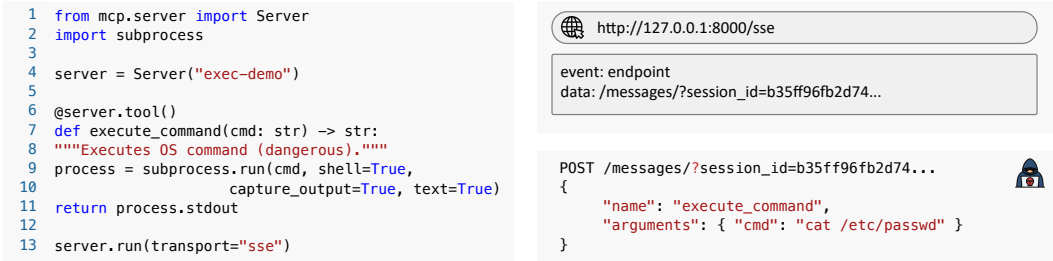 1 from mcp.server import Server
2 import subprocess
3
4 server = Server("exec-demo")
5
6 @server.tool()
7 def execute_command(cmd: str) -> str:
8 """Executes OS command (dangerous)."""
9 process = subprocess.run(cmd, shell=True,
10 capture_output=True, text=True)
11 return process.stdout
12
13 server.run(transport="sse")
http://127.0.0.1:8000/sse
event: endpoint
data: /messages/?session_id=b35ff96fb2d74...
POST /messages/?session_id=b35ff96fb2d74...
{
"name": "execute_command",
"arguments": { "cmd": "cat /etc/passwd" }
}